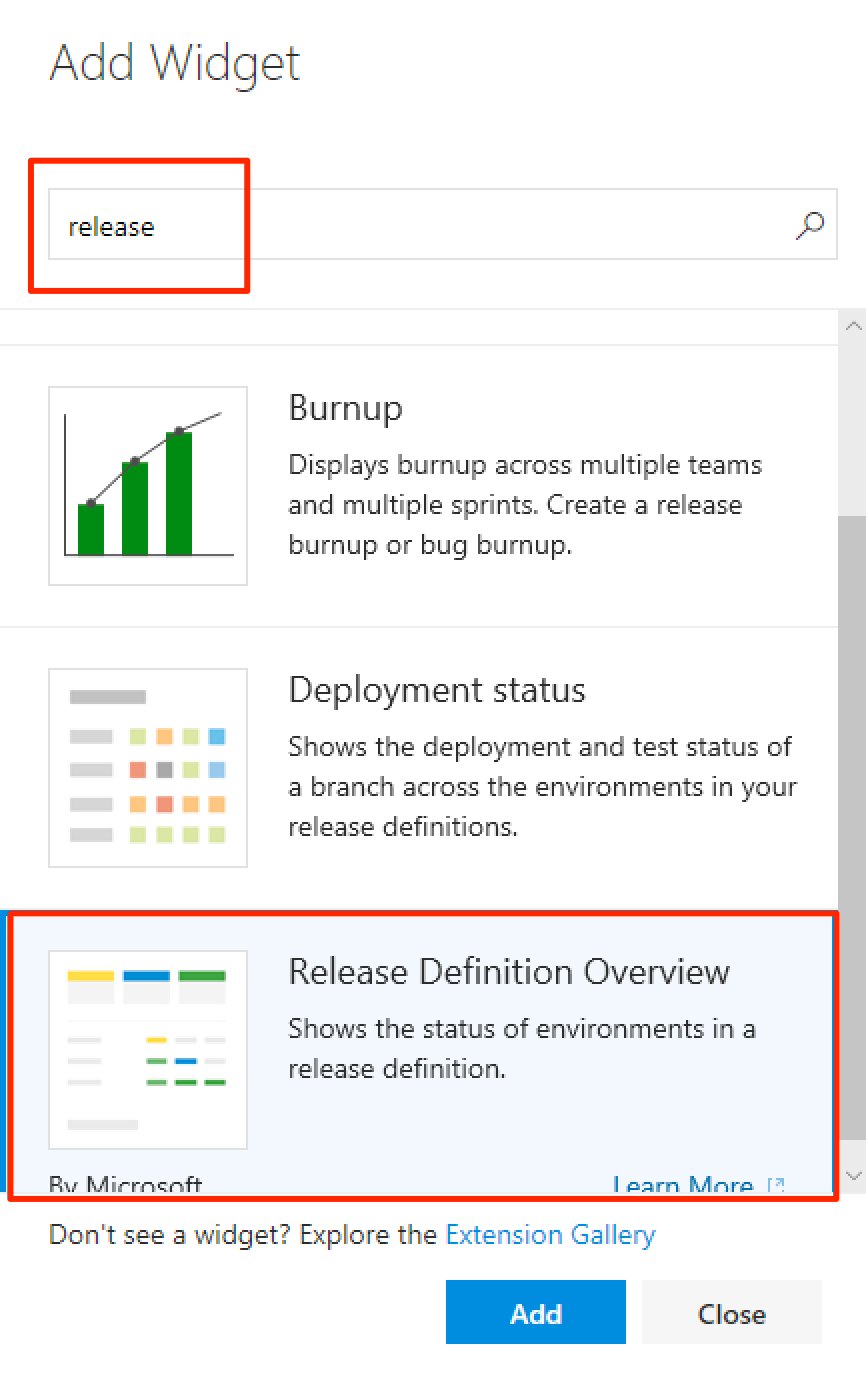 Add Widget
release
Burnup
Displays burnup across multiple teams
and multiple sprints. Create a release
burnup or bug burnup.
Deployment status
Shows the deployment and test status of
a branch across the environments in your
release definitions.
Release Definition Overview
Shows the status of environments in a
release definition.
By Microsoft Learn More
Don't see a widget? Explore the Extension Gallery
Add Close